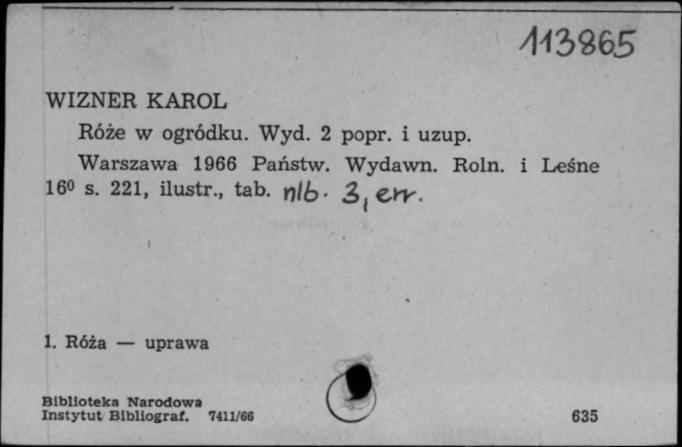 113865
WIZNER KAROL
Róże w ogródku. Wyd. 2 popr. i uzup.
Warszawa 1966 Państw. Wydawn. Roln. i Leśne
16⁰ s. 221, ilustr., tab. nlb. 3, err.
1. Róża — uprawa
Biblioteka Narodowa
Instytut Bibliograf. 7411/66 635